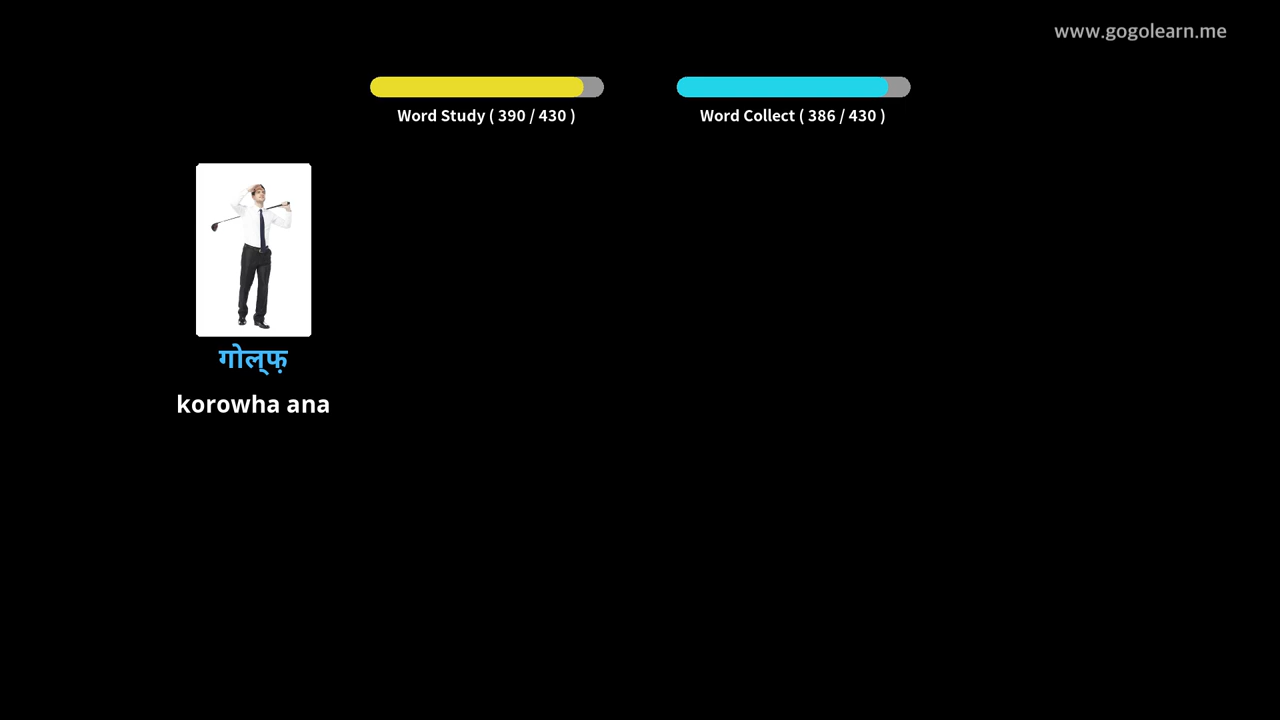 www.gogolearn.me
Word Study ( 390 / 430 )
Word Collect ( 386 / 430 )
गोल्फ़
korowha ana